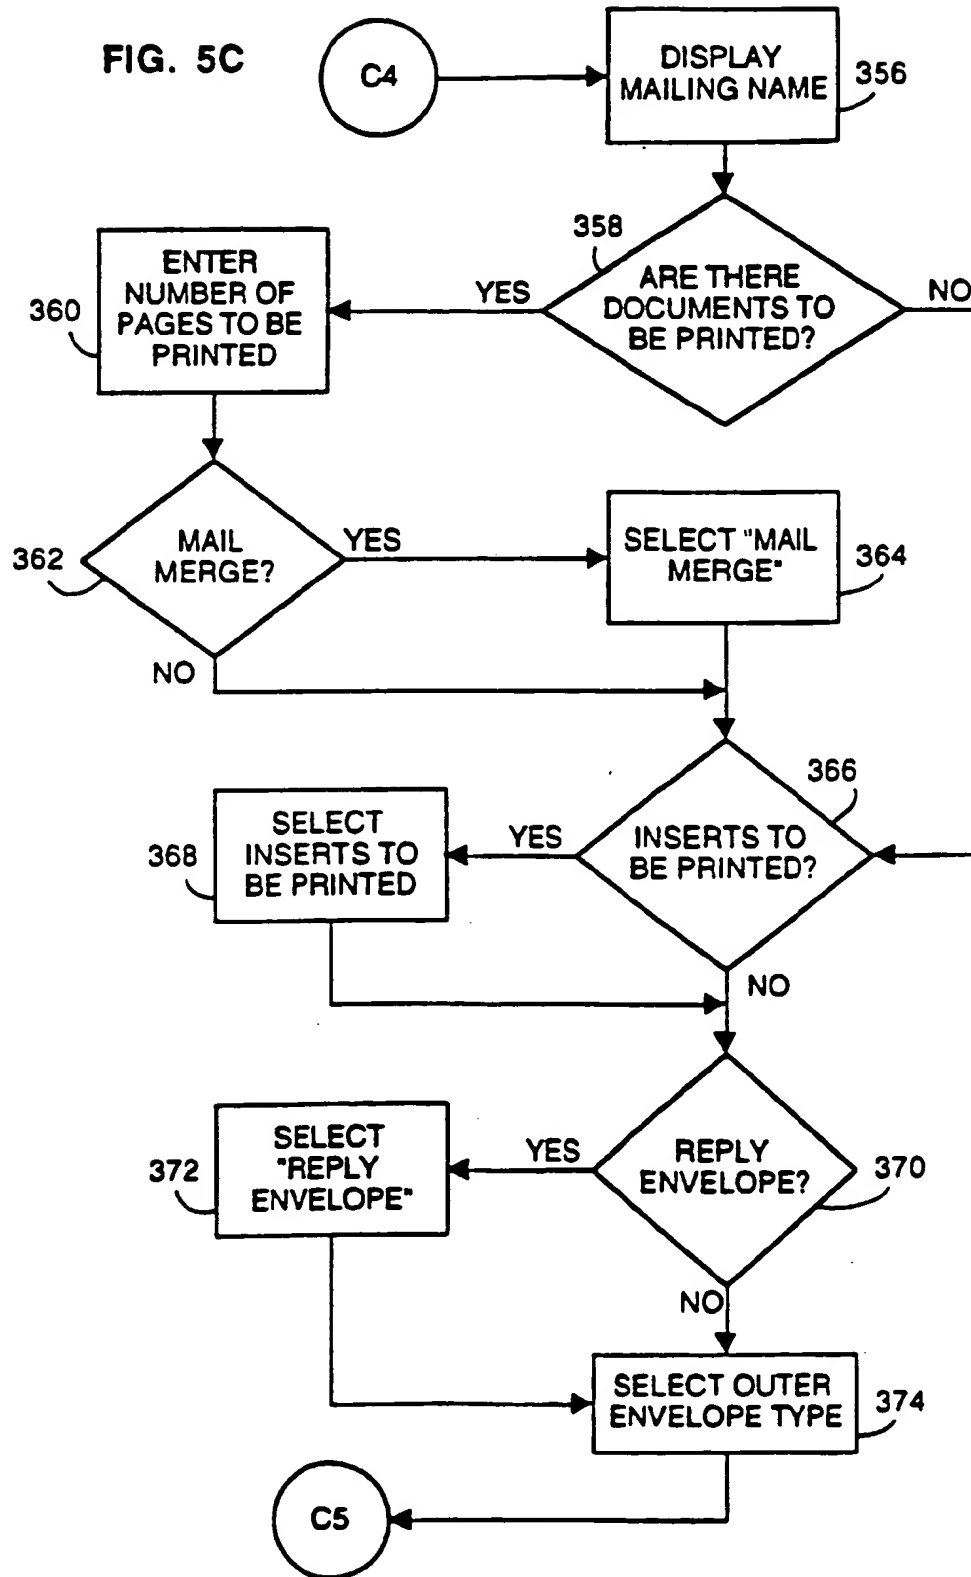 FIG. 5C
C4
DISPLAY
MAILING NAME
356
358
ARE THERE
DOCUMENTS TO
BE PRINTED?
YES
NO
ENTER
NUMBER OF
PAGES TO BE
PRINTED
360
MAIL
MERGE?
362
YES
NO
SELECT "MAIL
MERGE"
364
366
INSERTS TO
BE PRINTED?
YES
NO
SELECT
INSERTS TO
BE PRINTED
368
REPLY
ENVELOPE?
370
YES
NO
SELECT
"REPLY
ENVELOPE"
372
SELECT OUTER
ENVELOPE TYPE
374
C5